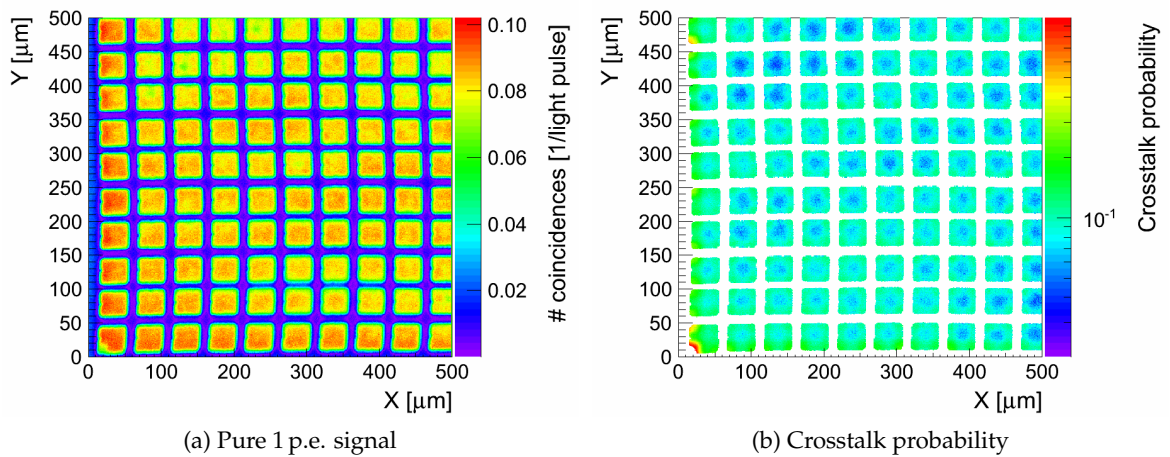 Y [μm]
500
450
400
350
300
250
200
150
100
50
0
0 100 200 300 400 500
X [μm]
0.10
0.08
0.06
0.04
0.02
# coincidences [1/light pulse]
(a) Pure 1 p.e. signal
Y [μm]
500
450
400
350
300
250
200
150
100
50
0
0 100 200 300 400 500
X [μm]
10⁻¹
Crosstalk probability
(b) Crosstalk probability